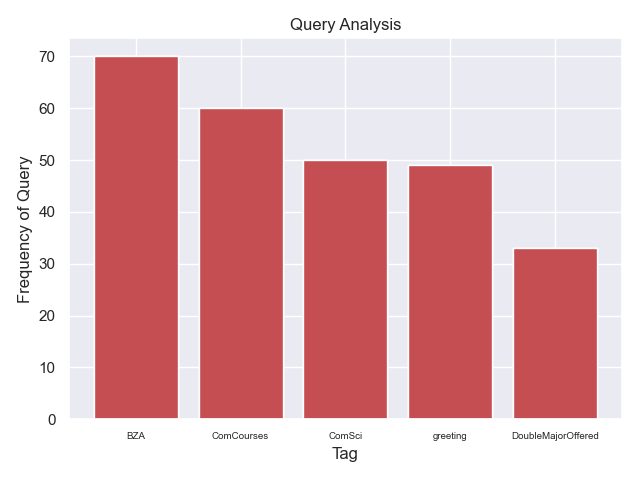 Query Analysis
Frequency of Query
70
60
50
40
30
20
10
0
BZA ComCourses ComSci greeting DoubleMajorOffered
Tag